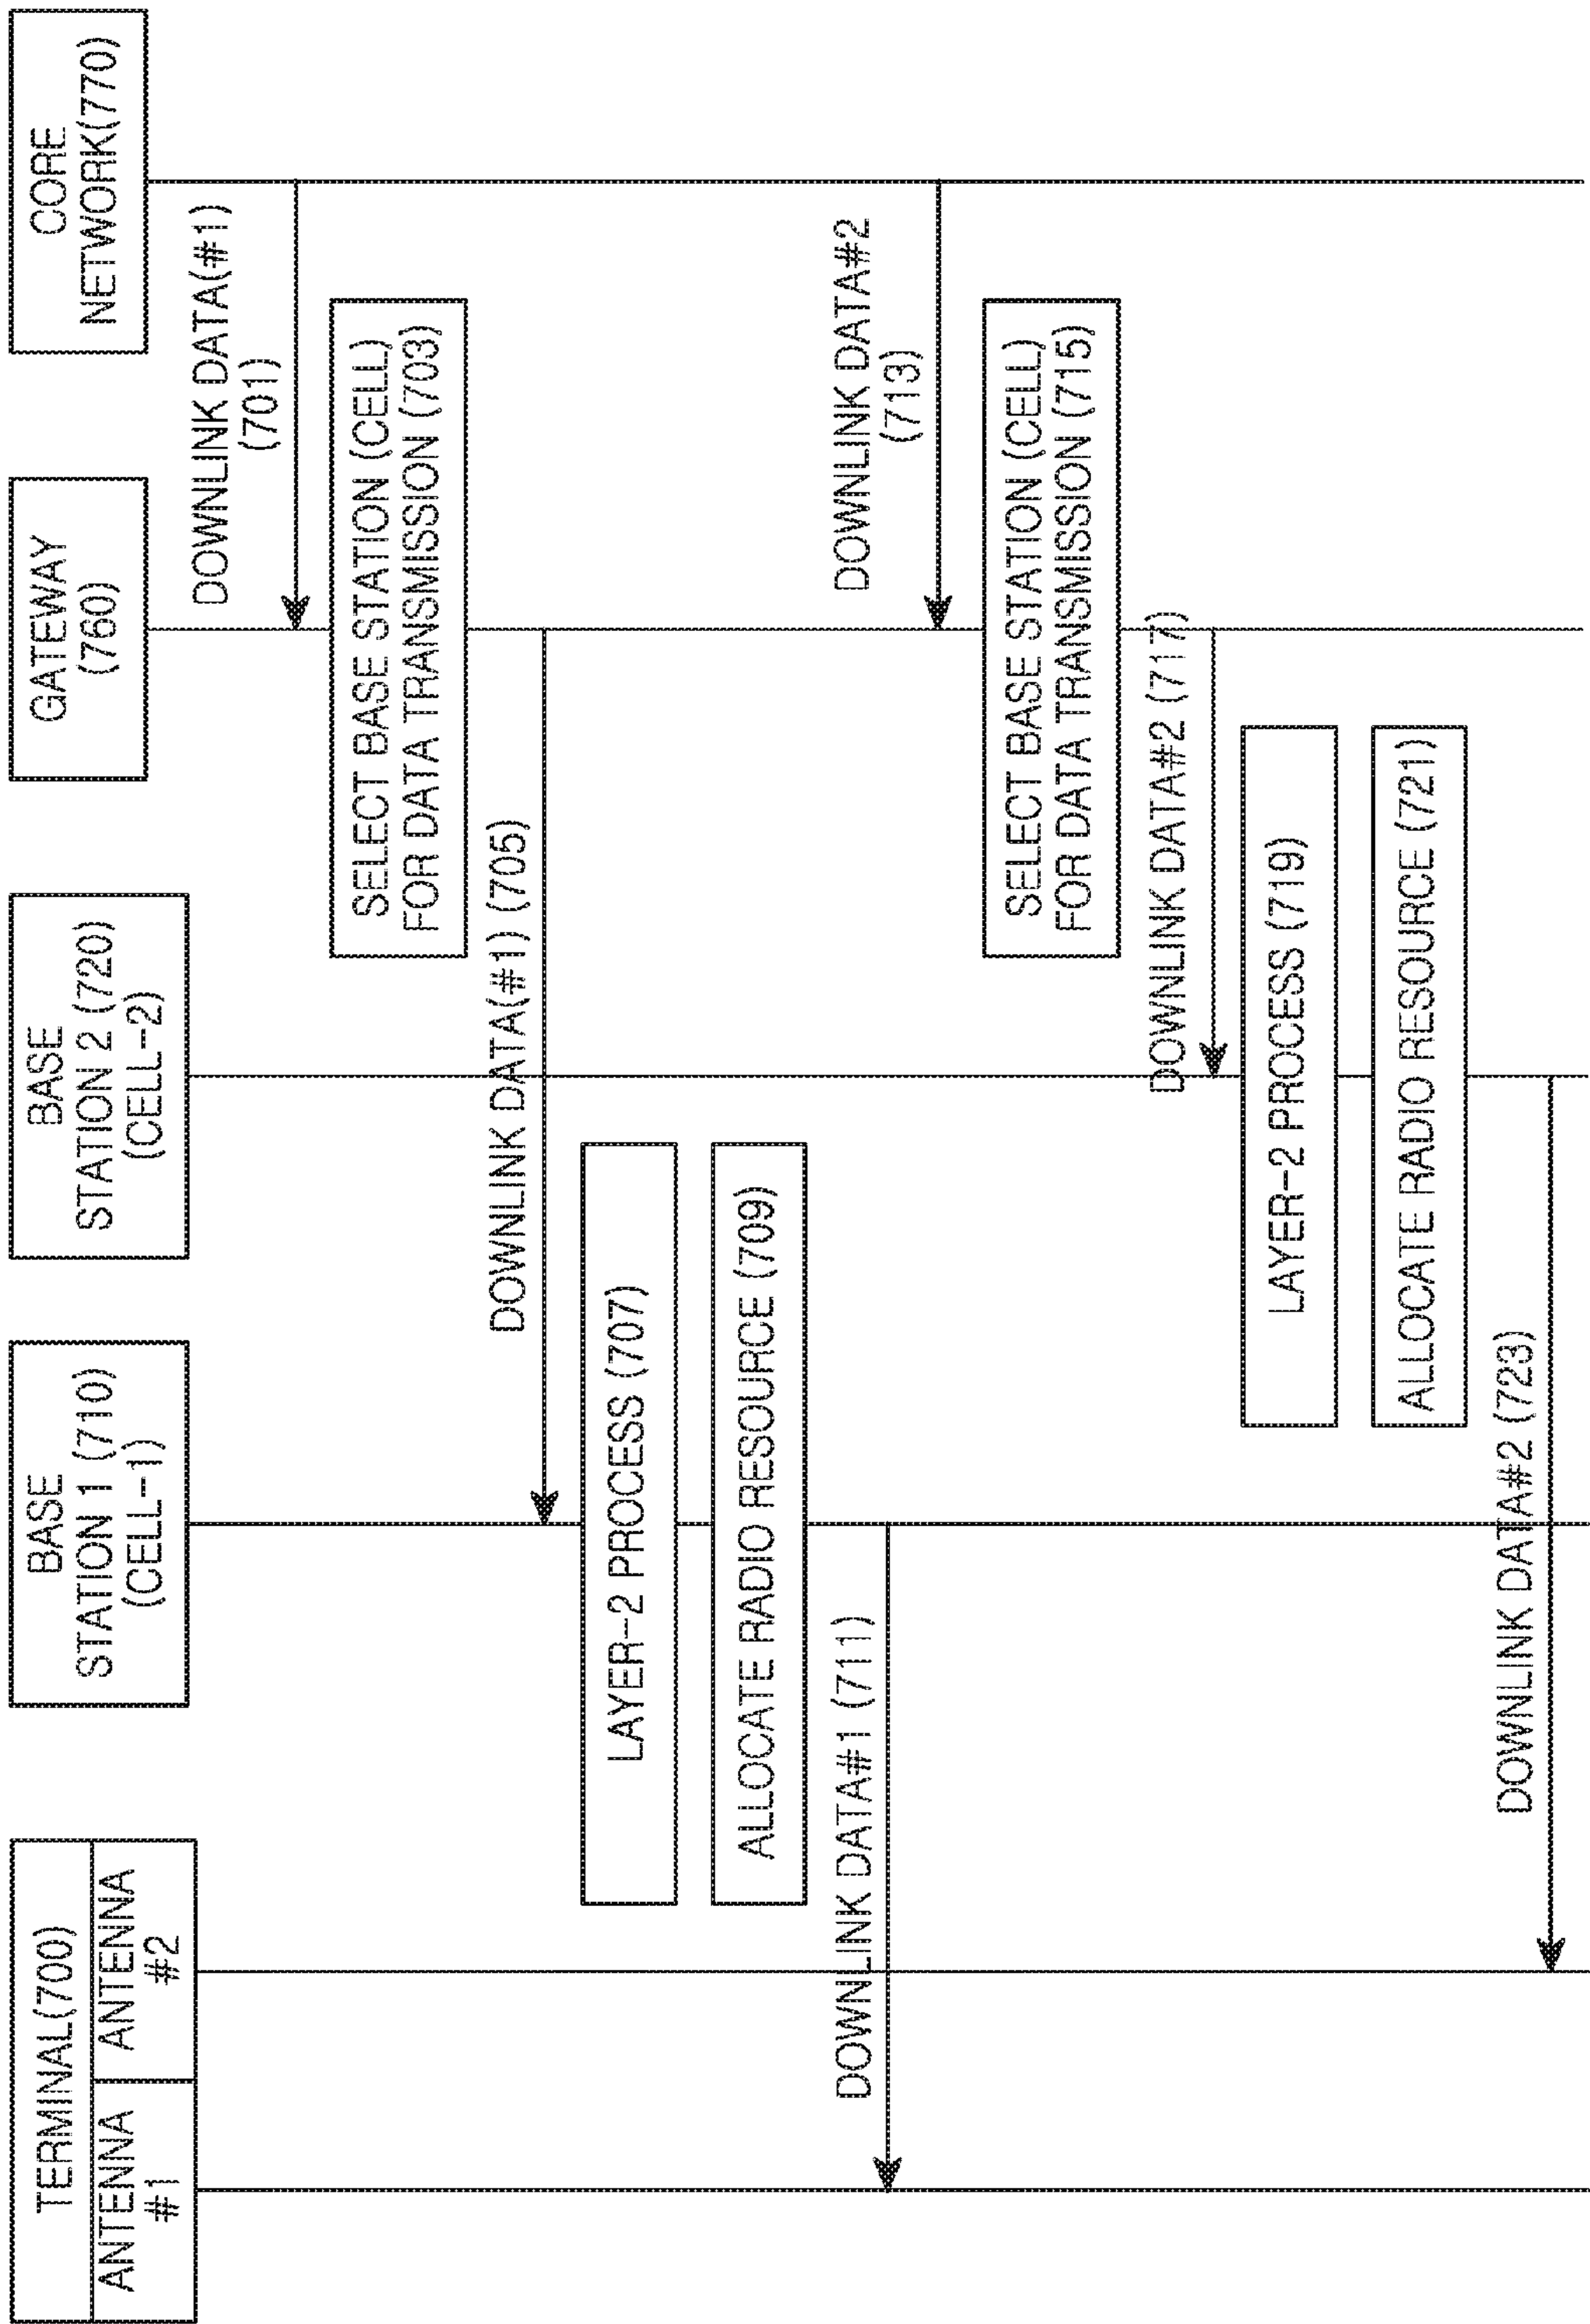 TERMINAL(700)
ANTENNA
#1
ANTENNA
#2
BASE
STATION 1 (710)
(CELL-1)
BASE
STATION 2 (720)
(CELL-2)
GATEWAY
(760)
CORE
NETWORK(770)
DOWNLINK DATA(#1)
(701)
SELECT BASE STATION (CELL)
FOR DATA TRANSMISSION (703)
DOWNLINK DATA(#1) (705)
LAYER-2 PROCESS (707)
ALLOCATE RADIO RESOURCE (709)
DOWNLINK DATA#1 (711)
DOWNLINK DATA#2
(713)
SELECT BASE STATION (CELL)
FOR DATA TRANSMISSION (715)
DOWNLINK DATA#2 (717)
LAYER-2 PROCESS (719)
ALLOCATE RADIO RESOURCE (721)
DOWNLINK DATA#2 (723)